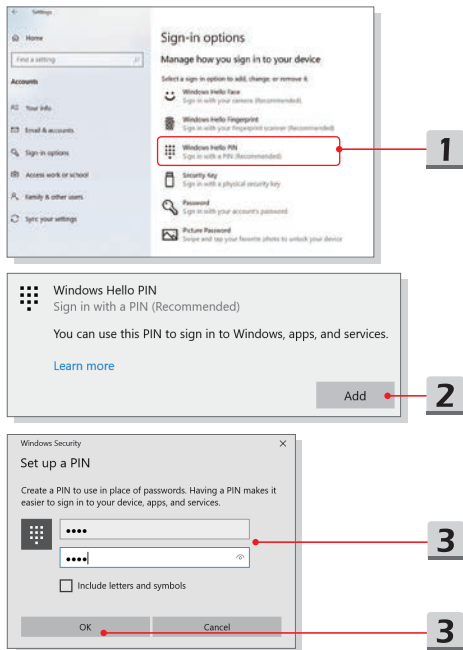 Settings
Home
Find a setting
Accounts
Your info
Email & accounts
Sign-in options
Access work or school
Family & other users
Sync your settings
Sign-in options
Manage how you sign in to your device
Select a sign-in option to add, change, or remove it.
Windows Hello Face
Sign in with your camera (Recommended)
Windows Hello Fingerprint
Sign in with your fingerprint scanner (Recommended)
Windows Hello PIN
Sign in with a PIN (Recommended)
Security Key
Sign in with a physical security key
Password
Sign in with your account's password
Picture Password
Swipe and tap your favorite photo to unlock your device
1
Windows Hello PIN
Sign in with a PIN (Recommended)
You can use this PIN to sign in to Windows, apps, and services.
Learn more
Add
2
Windows Security
Set up a PIN
Create a PIN to use in place of passwords. Having a PIN makes it
easier to sign in to your device, apps, and services.
••••
••••
3
Include letters and symbols
OK Cancel
3